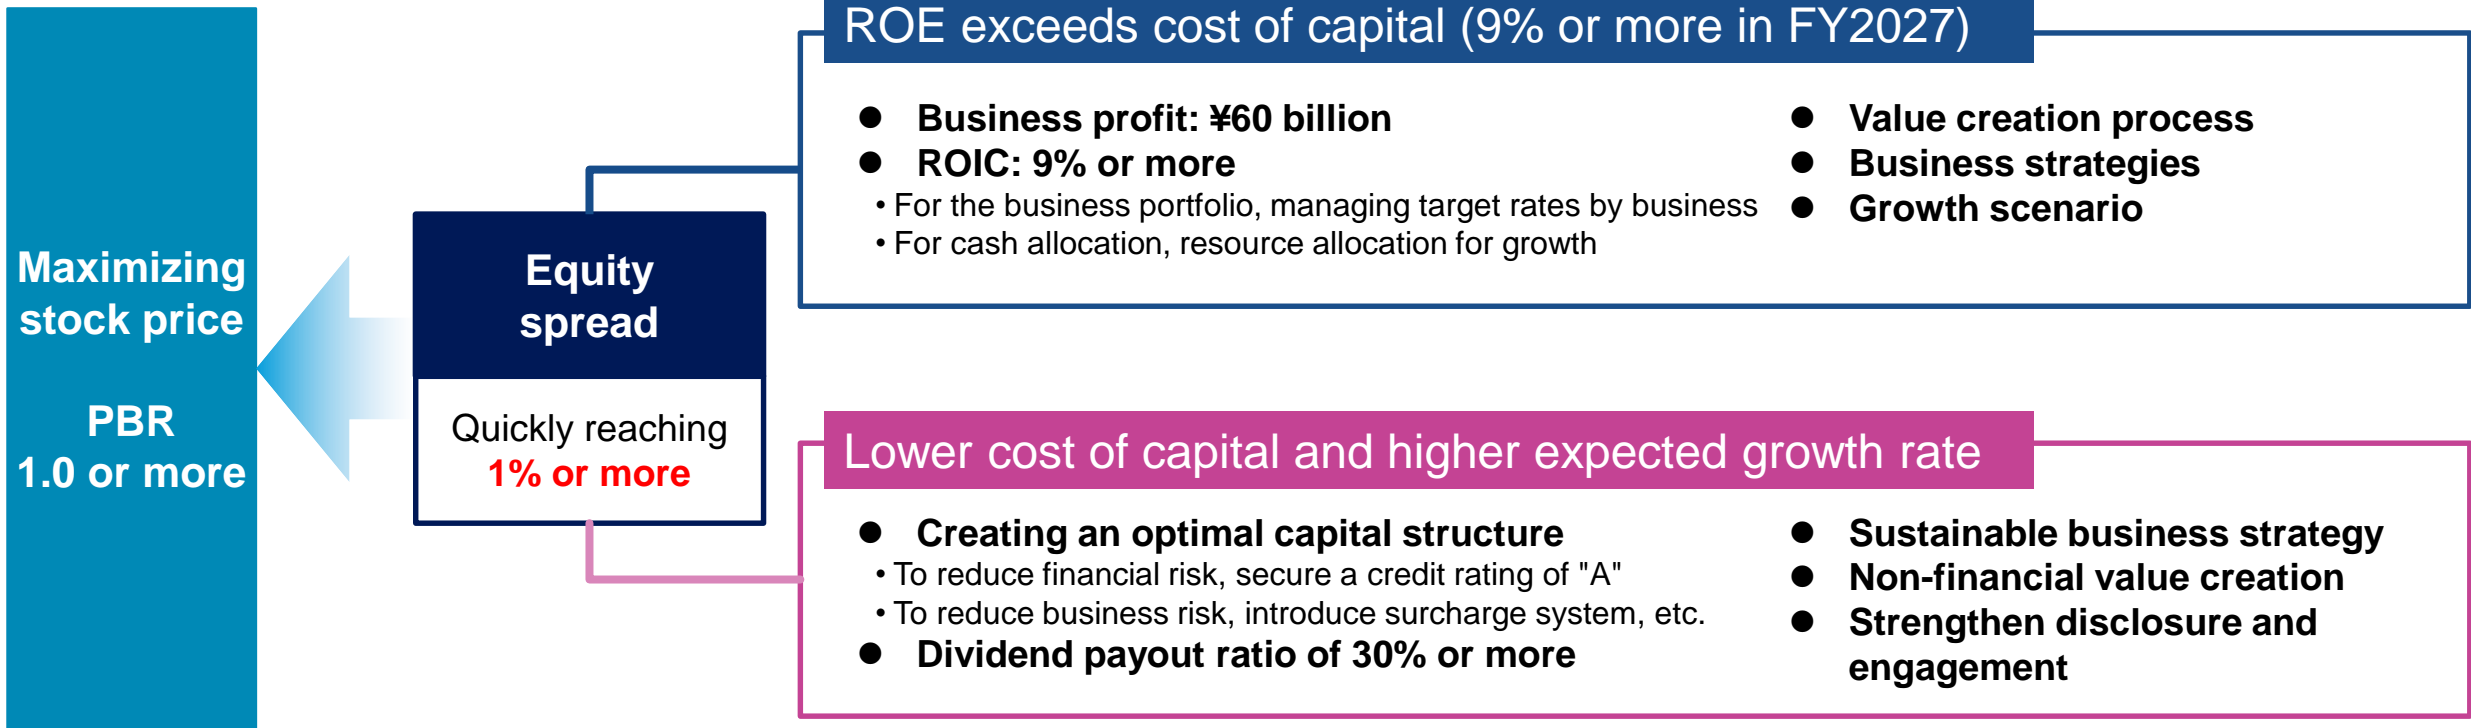 Maximizing
stock price
PBR
1.0 or more
Equity
spread
Quickly reaching
1% or more
ROE exceeds cost of capital (9% or more in FY2027)
● Business profit: ¥60 billion
● ROIC: 9% or more
• For the business portfolio, managing target rates by business
• For cash allocation, resource allocation for growth
● Value creation process
● Business strategies
● Growth scenario
Lower cost of capital and higher expected growth rate
● Creating an optimal capital structure
• To reduce financial risk, secure a credit rating of "A"
• To reduce business risk, introduce surcharge system, etc.
● Dividend payout ratio of 30% or more
● Sustainable business strategy
● Non-financial value creation
● Strengthen disclosure and
engagement